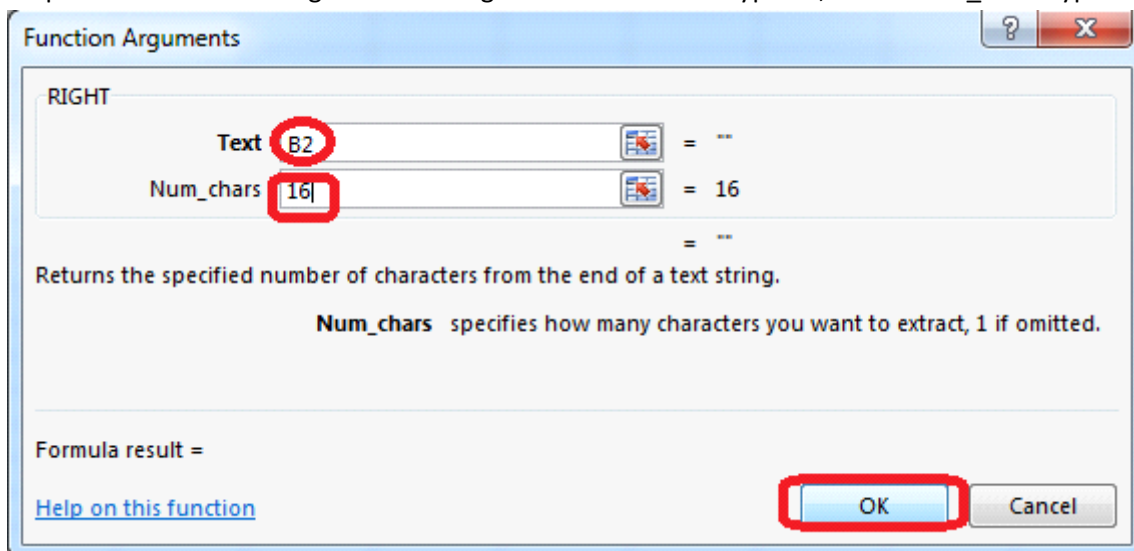 Function Arguments
RIGHT
Text B2 = ""
Num_chars 16 = 16
= ""
Returns the specified number of characters from the end of a text string.
Num_chars specifies how many characters you want to extract, 1 if omitted.
Formula result =
Help on this function
OK Cancel